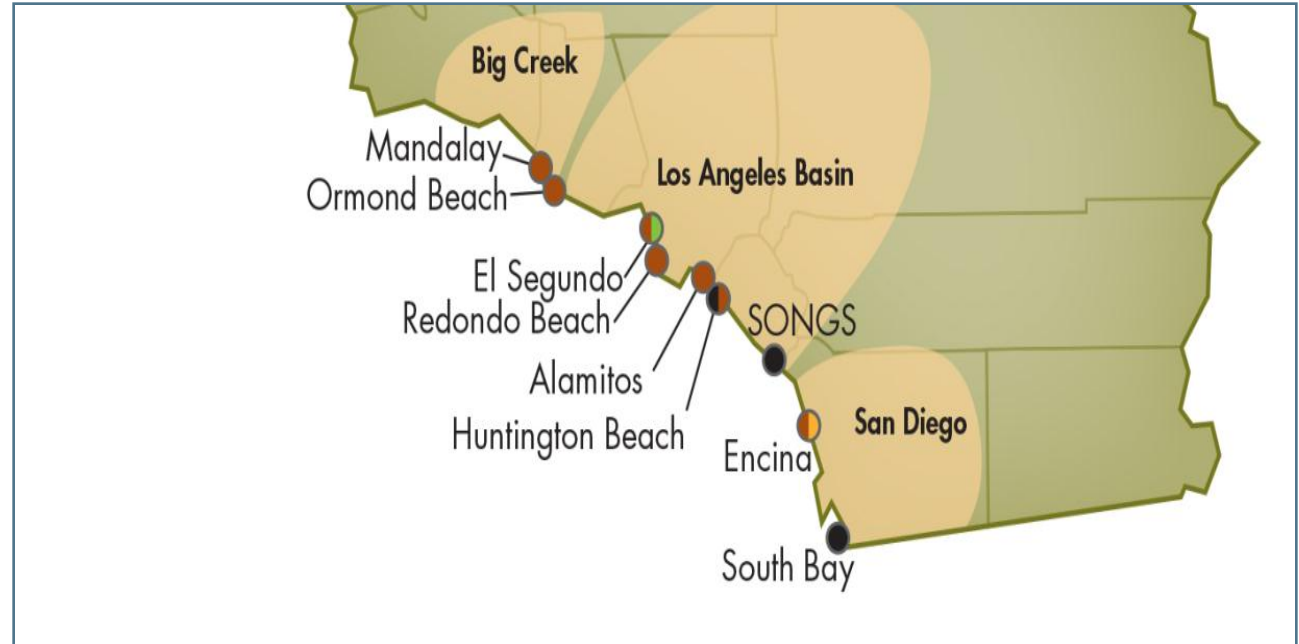 Big Creek
Mandalay
Ormond Beach
Los Angeles Basin
El Segundo
Redondo Beach
SONGS
Alamitos
Huntington Beach
San Diego
Encina
South Bay